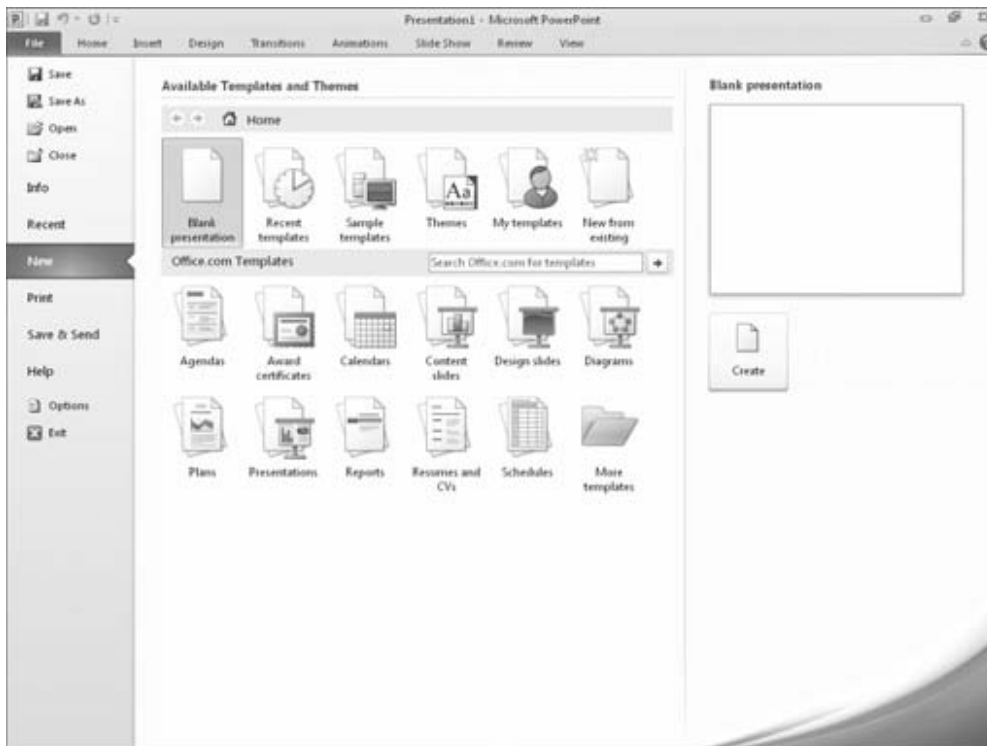 Presentation1 - Microsoft PowerPoint
File Home Insert Design Transitions Animations Slide Show Review View
Save
Save As
Open
Close
Info
Recent
New
Print
Save & Send
Help
Options
Exit
Available Templates and Themes
Home
Blank presentation
Recent templates
Sample templates
Themes
My templates
New from existing
Office.com Templates
Search Office.com for templates
Agendas
Award certificates
Calendars
Content slides
Design slides
Diagrams
Plans
Presentations
Reports
Resumes and CVs
Schedules
More templates
Blank presentation
Create